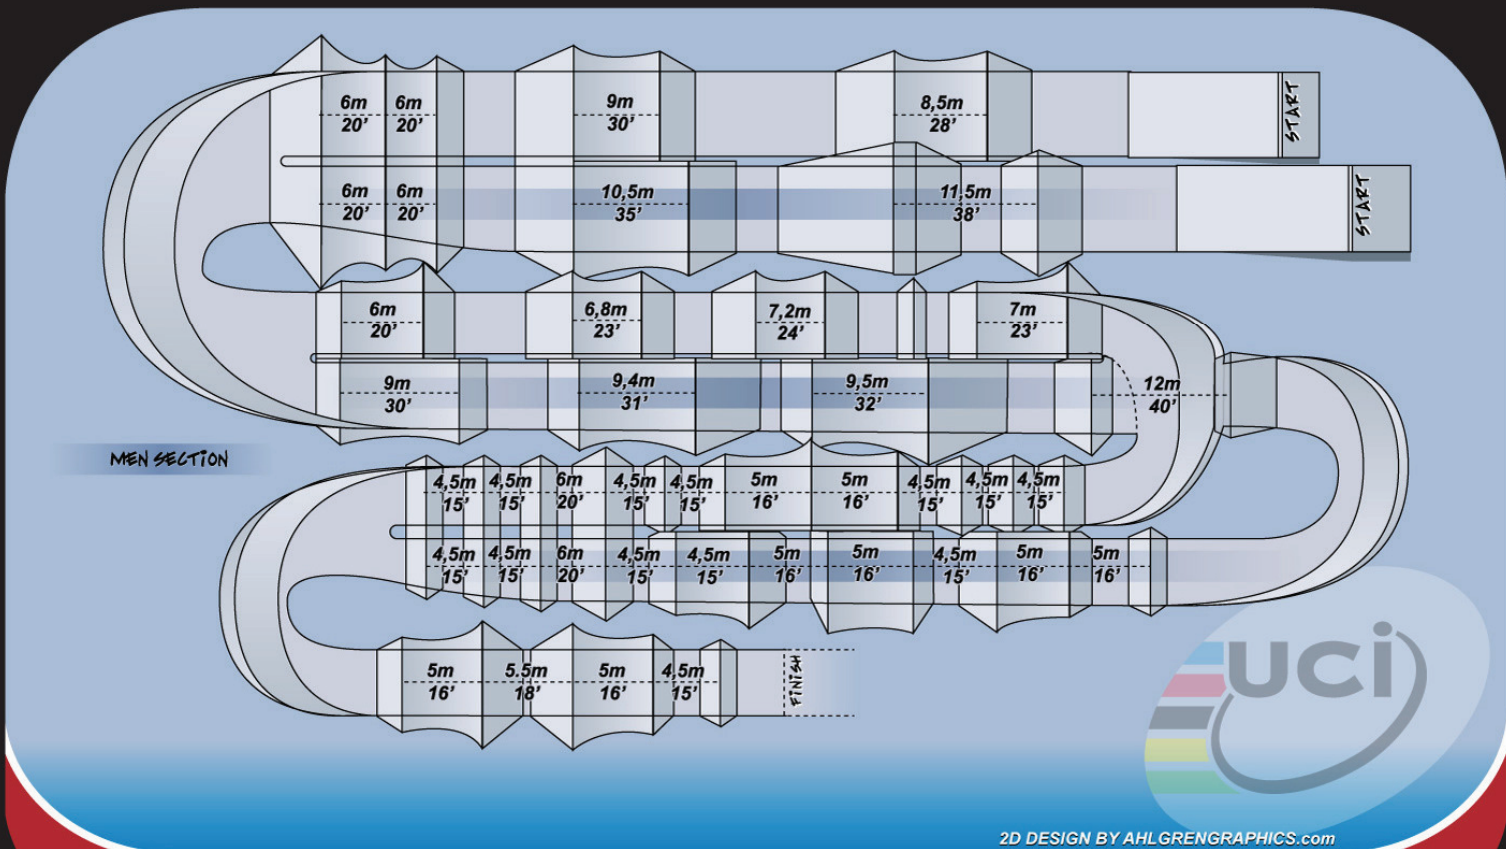 6m 6m 9m 8,5m START
20’ 20’ 30’ 28’
6m 6m 10,5m 11,5m START
20’ 20’ 35’ 38’
6m 6,8m 7,2m 7m
20’ 23’ 24’ 23’
9m 9,4m 9,5m 12m
30’ 31’ 32’ 40’
MEN SECTION
4,5m 4,5m 6m 4,5m 4,5m 5m 5m 4,5m 4,5m 4,5m
15’ 15’ 20’ 15’ 15’ 16’ 16’ 15’ 15’ 15’
4,5m 4,5m 6m 4,5m 4,5m 5m 5m 4,5m 5m 5m
15’ 15’ 20’ 15’ 15’ 16’ 16’ 15’ 16’ 16’
5m 5.5m 5m 4,5m FINISH
16’ 18’ 16’ 15’
UCI
2D DESIGN BY AHLGRENGRAPHICS.com